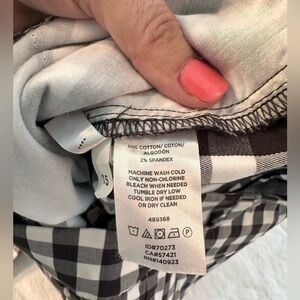 98% COTTON/ COTON/
ALGODÓN
2% SPANDEX
MACHINE WASH COLD
ONLY NON-CHLORINE
BLEACH WHEN NEEDED
TUMBLE DRY LOW
COOL IRON IF NEEDED
OR DRY CLEAN
489368
ID#70273
CA#57421
RN#140923